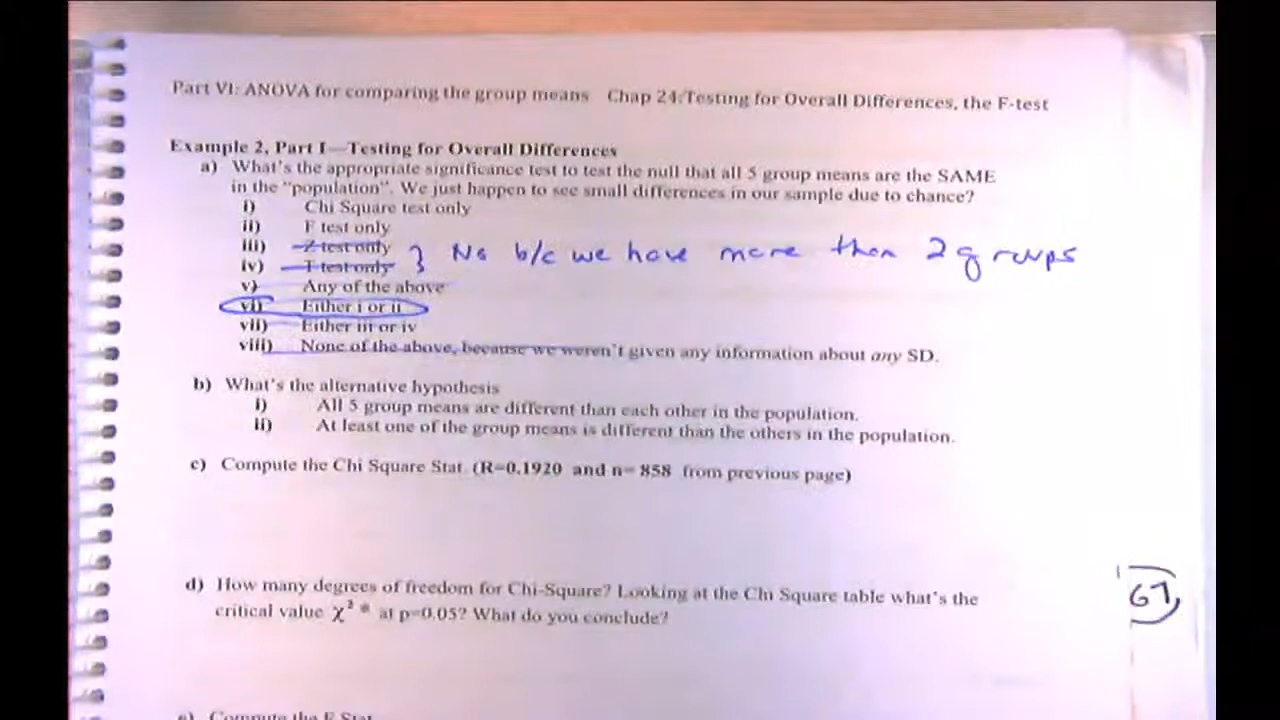 Part VI: ANOVA for comparing the group means Chap 24:Testing for Overall Differences, the F-test
Example 2, Part I—Testing for Overall Differences
a) What's the appropriate significance test to test the null that all 5 group means are the SAME
in the "population". We just happen to see small differences in our sample due to chance?
i) Chi Square test only
ii) F test only
iii) Z test only
iv) T test only } No b/c we have more than 2 groups
v) Any of the above
vi) Either i or ii
vii) Either iii or iv
viii) None of the above, because we weren't given any information about any SD.
b) What's the alternative hypothesis
i) All 5 group means are different than each other in the population.
ii) At least one of the group means is different than the others in the population.
c) Compute the Chi Square Stat. (R=0.1920 and n= 858 from previous page)
d) How many degrees of freedom for Chi-Square? Looking at the Chi Square table what's the
critical value χ² * at p=0.05? What do you conclude?
67
e) Compute the F Stat